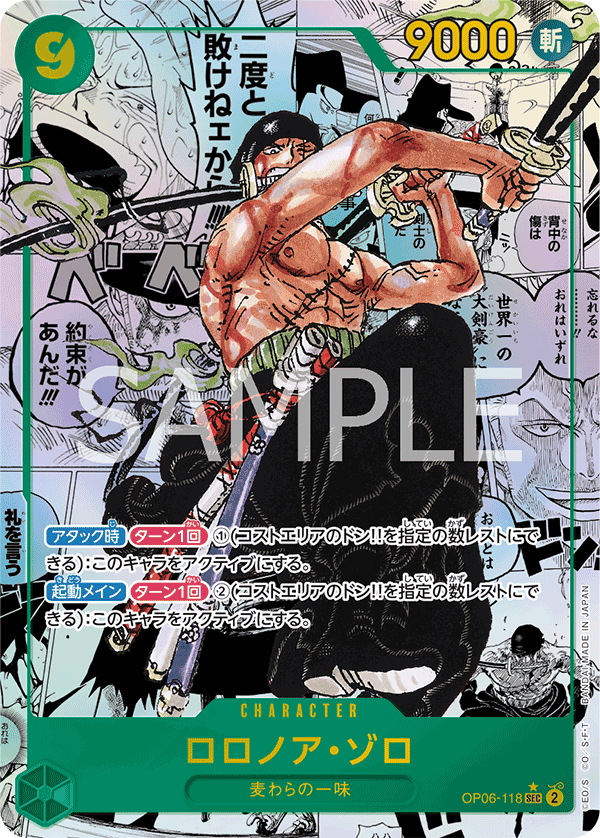 9
9000
斬
二度と
敗けねェから!!!!
背中の
傷は
世界一の
大剣豪に
忘れるな
…………!!
おれはいずれ
約束が
あんだ!!!
礼を言う
SAMPLE
アタック時 ターン1回 ①(コストエリアのドン!!を指定の数レストにで
きる):このキャラをアクティブにする。
起動メイン ターン1回 ②(コストエリアのドン!!を指定の数レストにで
きる):このキャラをアクティブにする。
CHARACTER
ロロノア・ゾロ
麦わらの一味
おれは
OP06-118 SEC 2
©E.O/S. ©O. S・F・T BANDAI MADE IN JAPAN